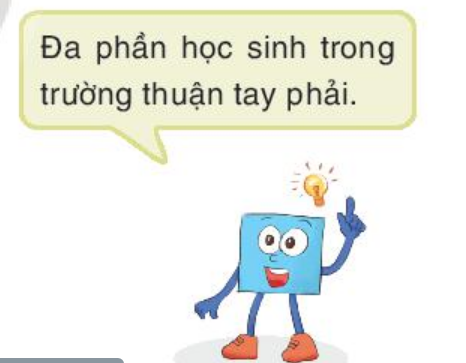 Đa phần học sinh trong
trường thuận tay phải.